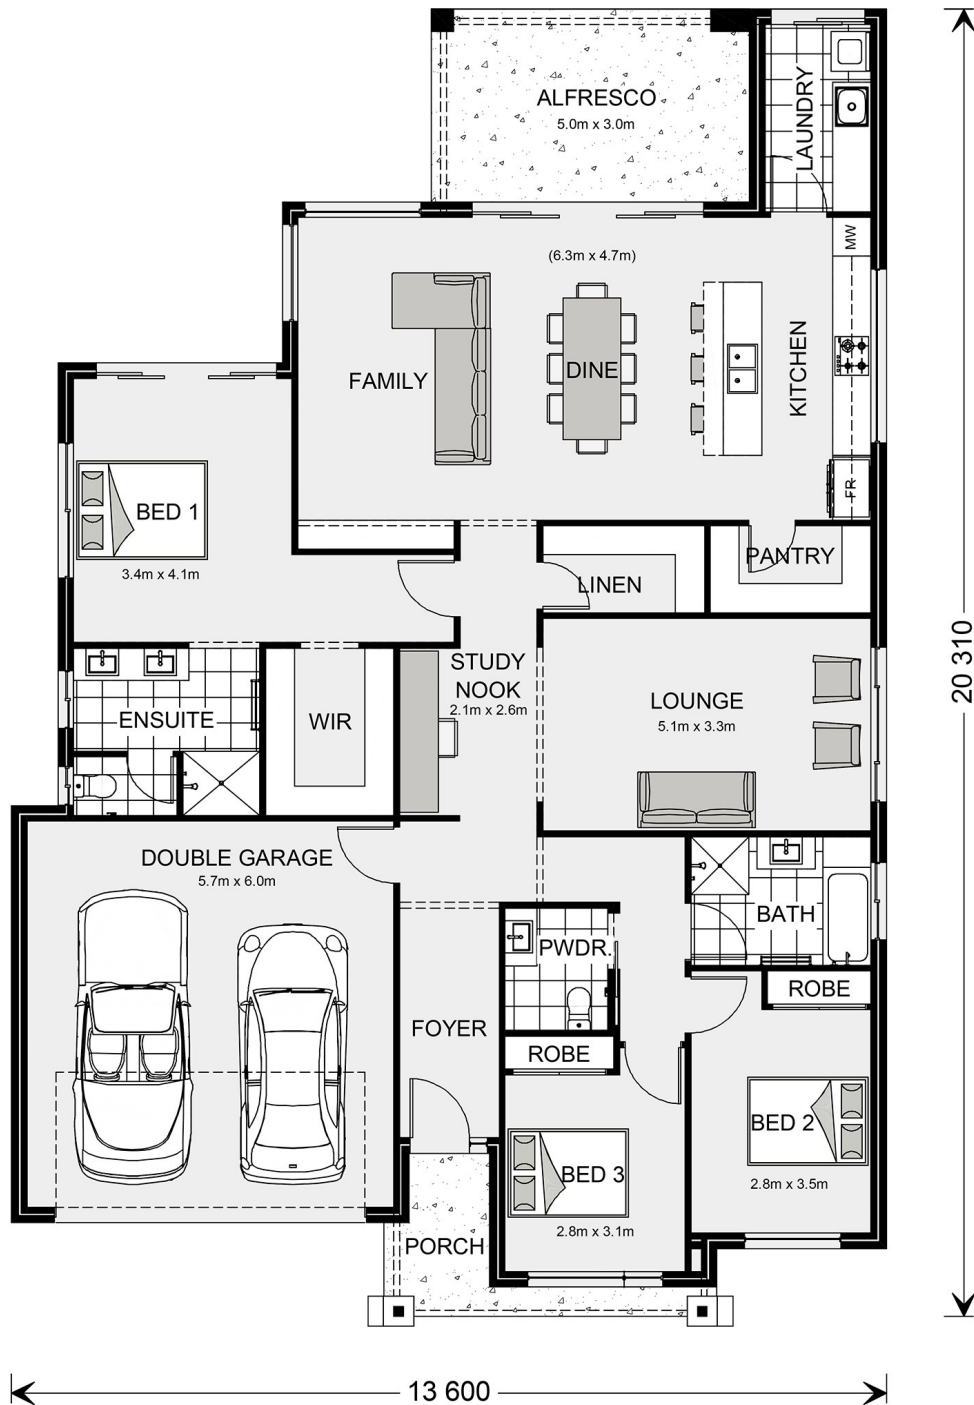 ALFRESCO
5.0m x 3.0m
LAUNDRY
(6.3m x 4.7m)
MW
FAMILY
DINE
KITCHEN
FR
BED 1
3.4m x 4.1m
LINEN
PANTRY
STUDY
NOOK
2.1m x 2.6m
ENSUITE
WIR
LOUNGE
5.1m x 3.3m
20 310
DOUBLE GARAGE
5.7m x 6.0m
BATH
PWDR.
ROBE
FOYER
ROBE
BED 2
2.8m x 3.5m
BED 3
2.8m x 3.1m
PORCH
13 600